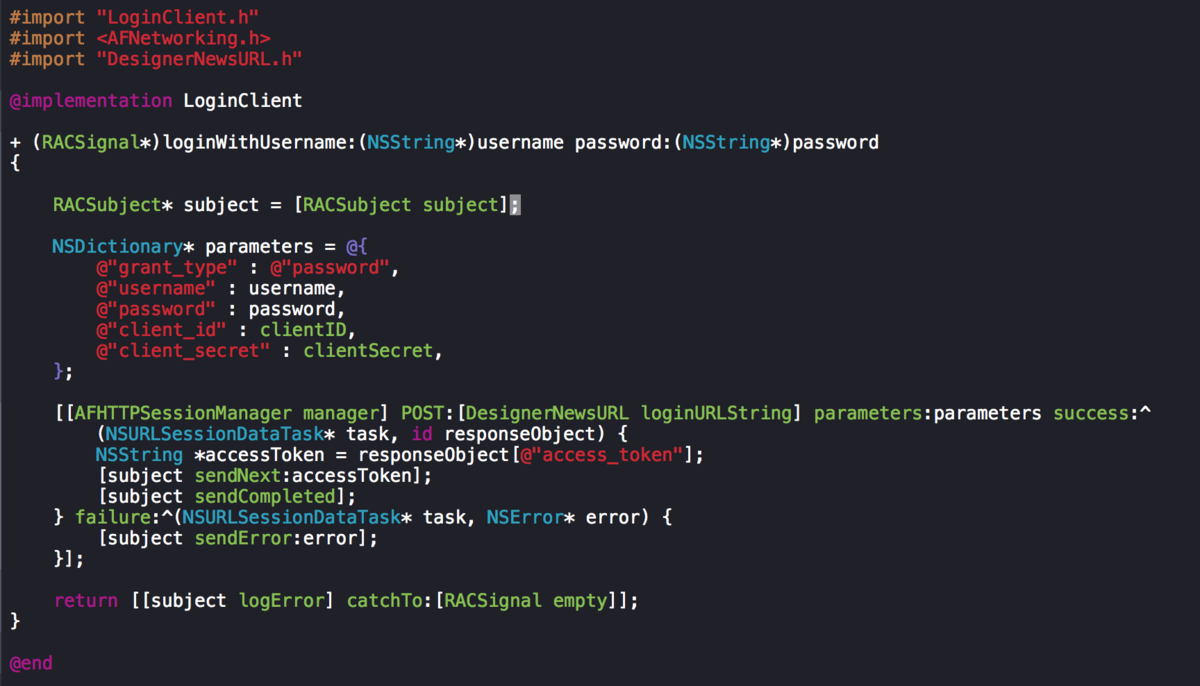 #import "LoginClient.h"
#import <AFNetworking.h>
#import "DesignerNewsURL.h"

@implementation LoginClient

+ (RACSignal*)loginWithUsername:(NSString*)username password:(NSString*)password
{

    RACSubject* subject = [RACSubject subject];

    NSDictionary* parameters = @{
        @"grant_type" : @"password",
        @"username" : username,
        @"password" : password,
        @"client_id" : clientID,
        @"client_secret" : clientSecret,
    };

    [[AFHTTPSessionManager manager] POST:[DesignerNewsURL loginURLString] parameters:parameters success:^
        (NSURLSessionDataTask* task, id responseObject) {
        NSString *accessToken = responseObject[@"access_token"];
        [subject sendNext:accessToken];
        [subject sendCompleted];
    } failure:^(NSURLSessionDataTask* task, NSError* error) {
        [subject sendError:error];
    }];

    return [[subject logError] catchTo:[RACSignal empty]];
}

@end